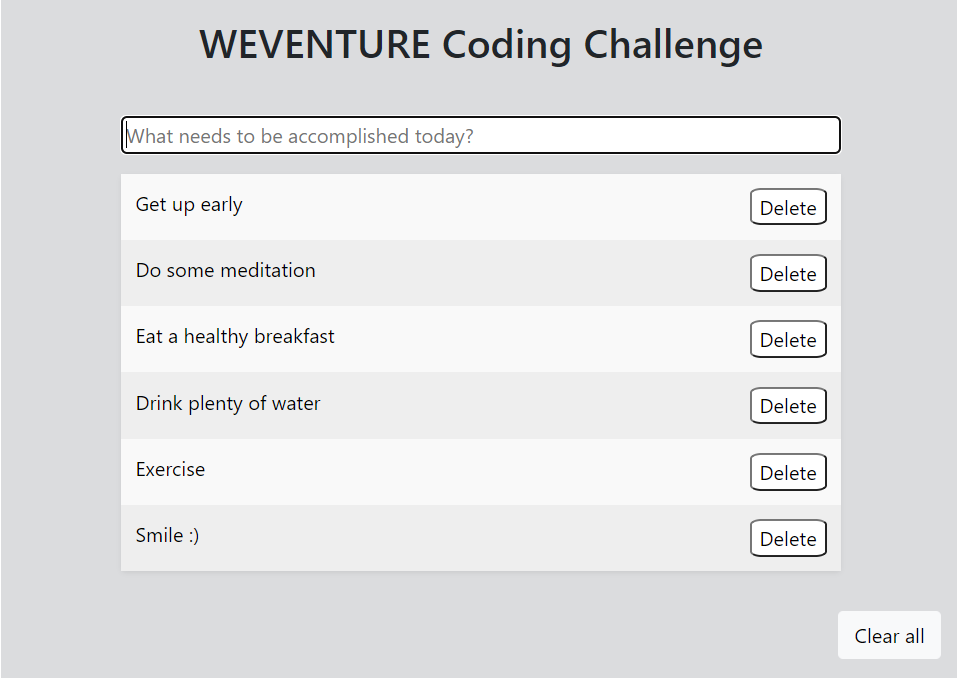 WEVENTURE Coding Challenge
What needs to be accomplished today?
Get up early
Delete
Do some meditation
Delete
Eat a healthy breakfast
Delete
Drink plenty of water
Delete
Exercise
Delete
Smile :)
Delete
Clear all